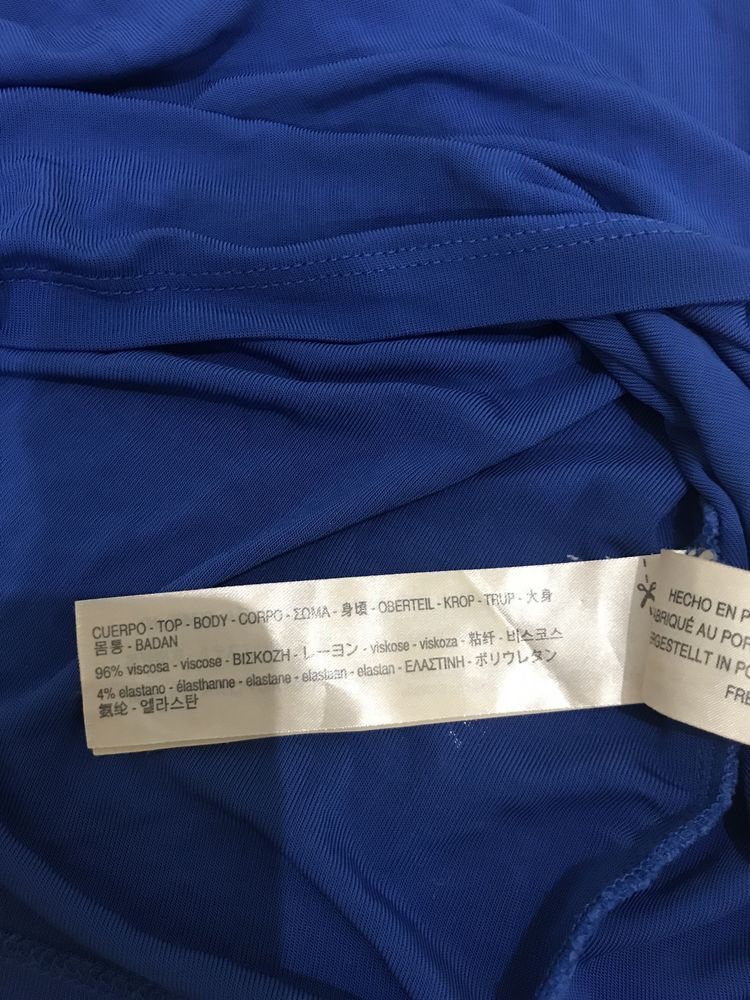 CUERPO - TOP - BODY - CORPO - ΣΩΜΑ - 身頃 - OBERTEIL - KROP - TRUP - 大身
몸통 - BADAN
96% viscosa - viscose - ΒΙΣΚΟΖΗ - レーヨン - viskose - viskoza - 粘纤 - 비스코스
4% elastano - élasthanne - elastane - elastaan - elastan - ΕΛΑΣΤΙΝΗ - ポリウレタン
氨纶 - 엘라스탄
HECHO EN P
BRIQUÉ AU POR
RGESTELLT IN PO
FRE